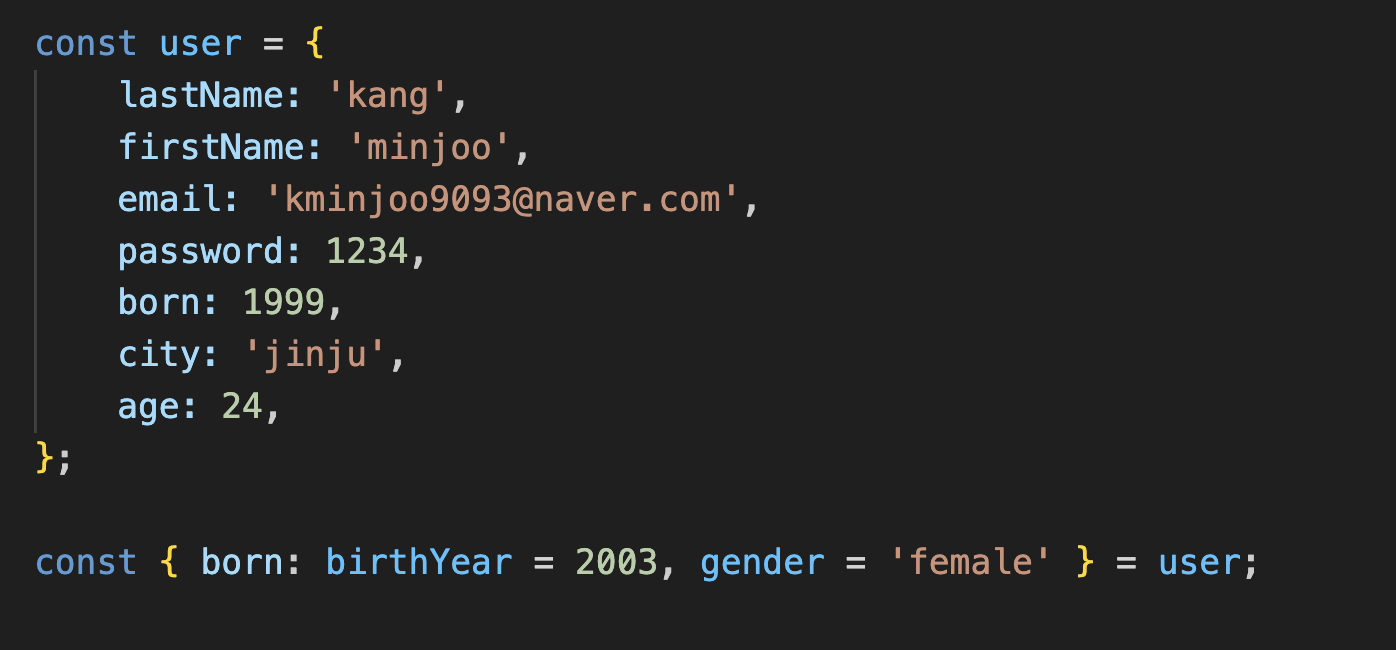 const user = {
    lastName: 'kang',
    firstName: 'minjoo',
    email: 'kminjoo9093@naver.com',
    password: 1234,
    born: 1999,
    city: 'jinju',
    age: 24,
};
const { born: birthYear = 2003, gender = 'female' } = user;